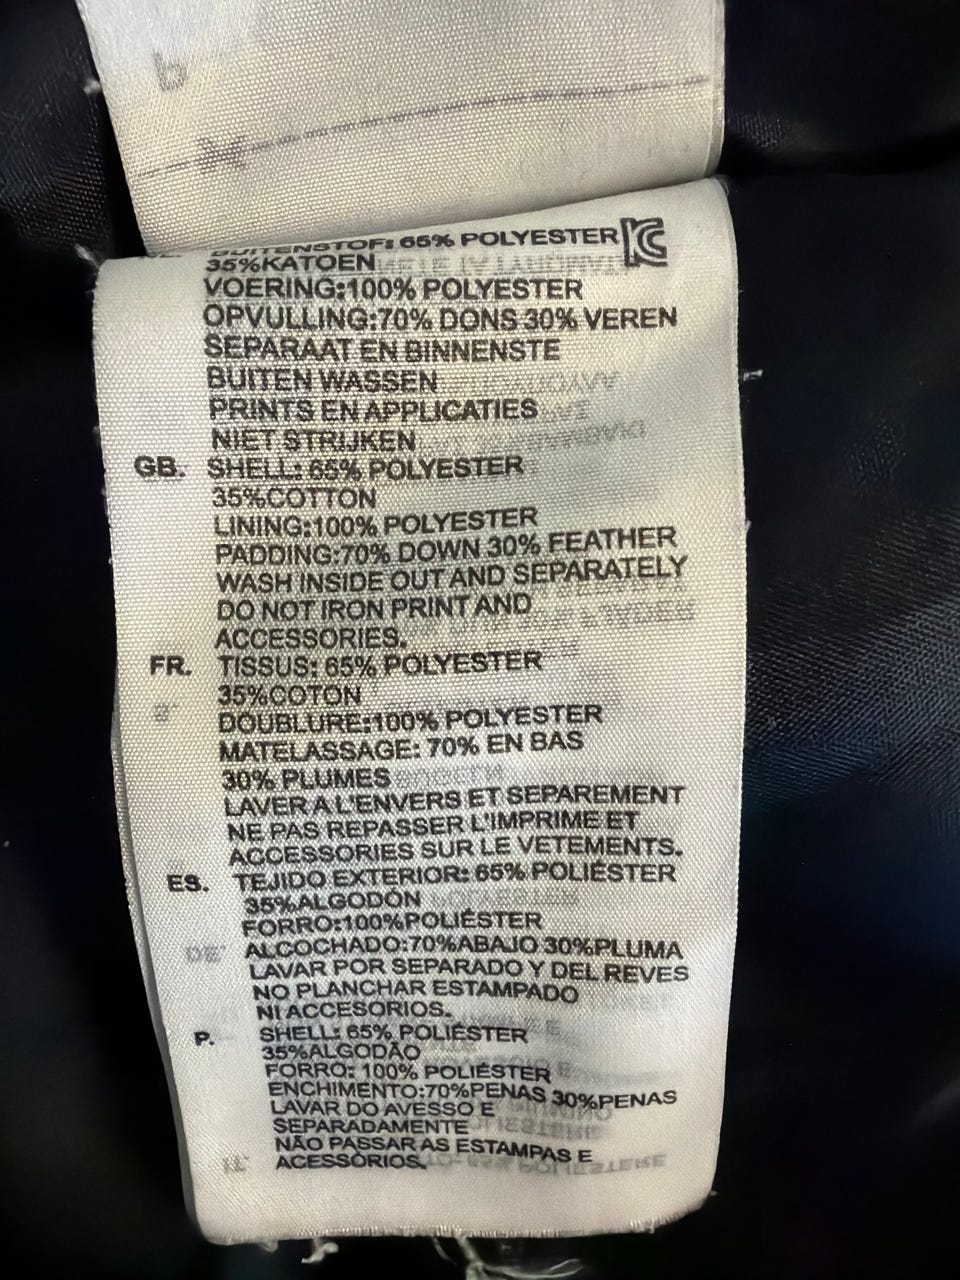 BUITENSTOF: 65% POLYESTER
35%KATOEN
VOERING:100% POLYESTER
OPVULLING:70% DONS 30% VEREN
SEPARAAT EN BINNENSTE
BUITEN WASSEN
PRINTS EN APPLICATIES
NIET STRIJKEN
GB. SHELL: 65% POLYESTER
35%COTTON
LINING:100% POLYESTER
PADDING:70% DOWN 30% FEATHER
WASH INSIDE OUT AND SEPARATELY
DO NOT IRON PRINT AND
ACCESSORIES.
FR. TISSUS: 65% POLYESTER
35%COTON
DOUBLURE:100% POLYESTER
MATELASSAGE: 70% EN BAS
30% PLUMES
LAVER A L'ENVERS ET SEPAREMENT
NE PAS REPASSER L'IMPRIME ET
ACCESSORIES SUR LE VETEMENTS.
ES. TEJIDO EXTERIOR: 65% POLIÉSTER
35%ALGODÓN
FORRO:100%POLIÉSTER
ALCOCHADO:70%ABAJO 30%PLUMA
LAVAR POR SEPARADO Y DEL REVES
NO PLANCHAR ESTAMPADO
NI ACCESORIOS.
P. SHELL: 65% POLIÉSTER
35%ALGODÃO
FORRO: 100% POLIÉSTER
ENCHIMENTO:70%PENAS 30%PENAS
LAVAR DO AVESSO E
SEPARADAMENTE
NÃO PASSAR AS ESTAMPAS E
ACESSÓRIOS.